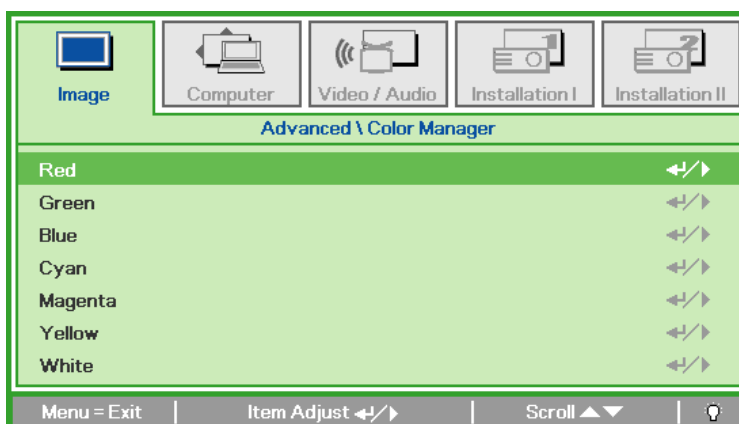 Image Computer Video / Audio Installation I Installation II
Advanced \ Color Manager
Red
Green
Blue
Cyan
Magenta
Yellow
White
Menu = Exit Item Adjust ↵/▶ Scroll ▲▼